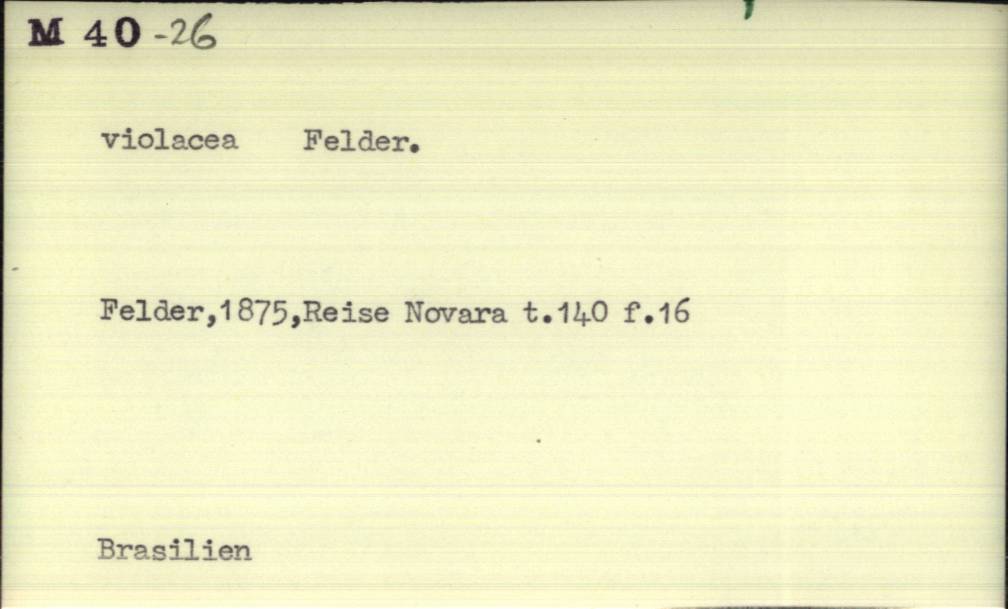 M 40 -26
violacea Felder.
Felder,1875,Reise Novara t.140 f.16
Brasilien